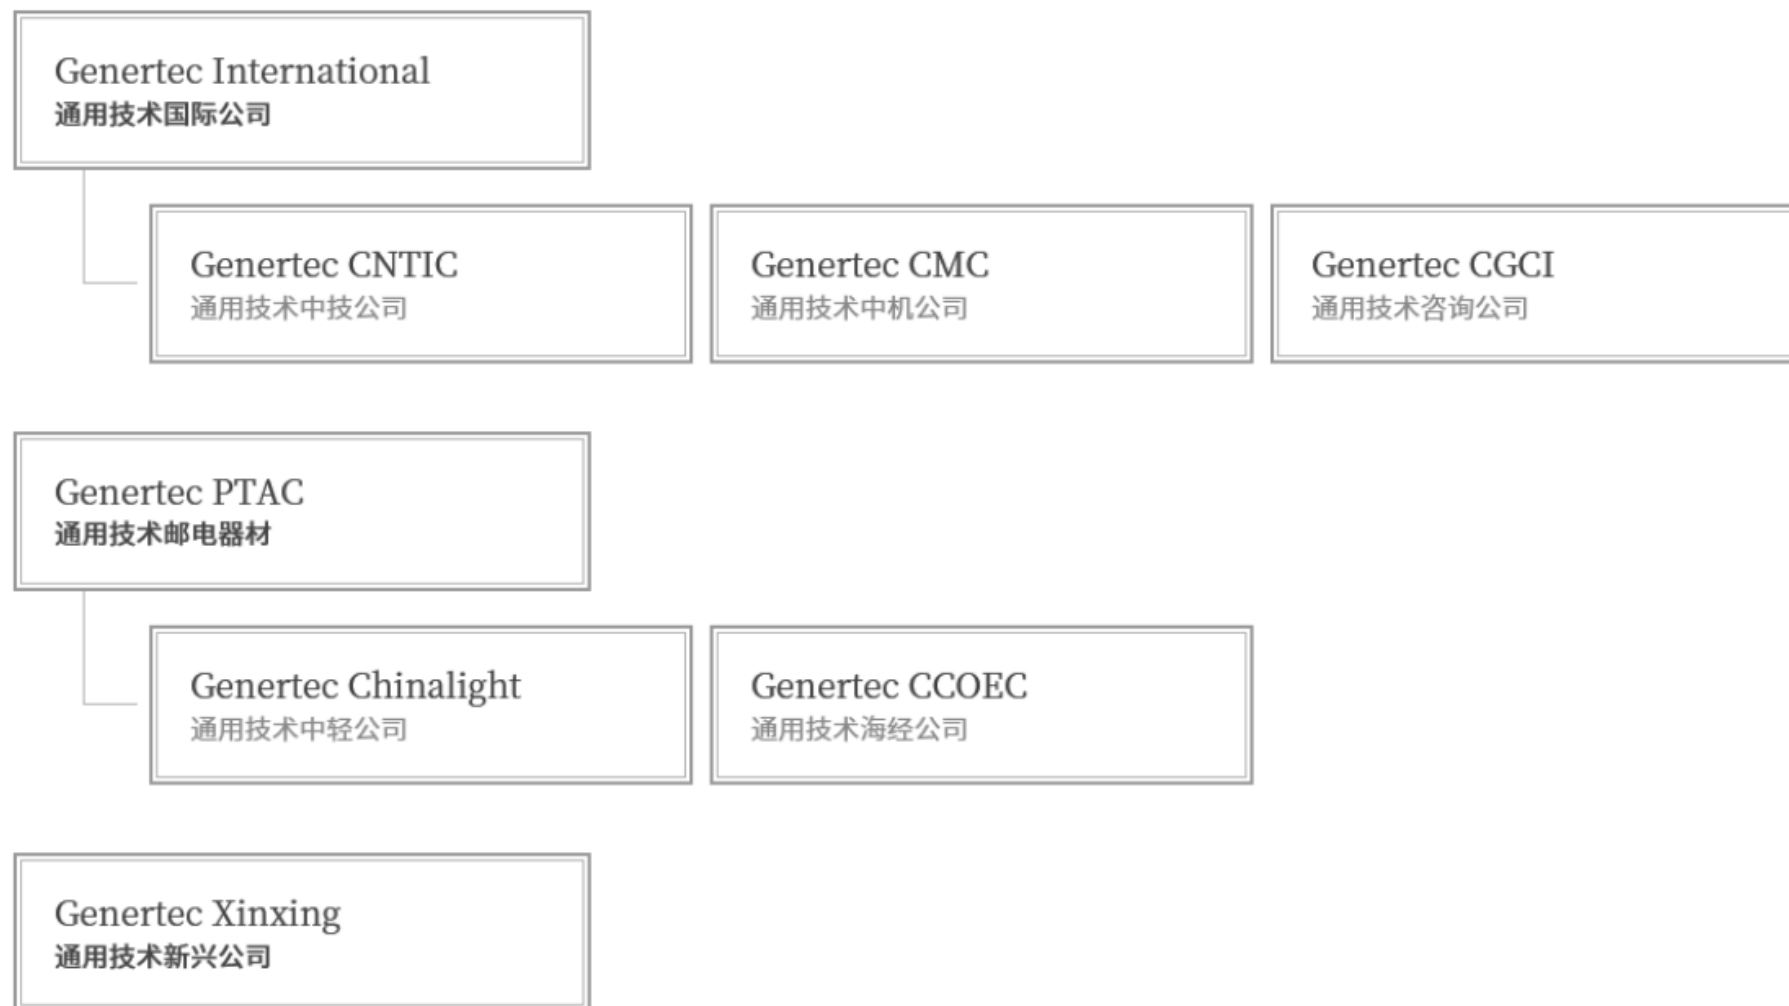 Genertec International
通用技术国际公司
Genertec CNTIC
通用技术中技公司
Genertec CMC
通用技术中机公司
Genertec CGCI
通用技术咨询公司
Genertec PTAC
通用技术邮电器材
Genertec Chinalight
通用技术中轻公司
Genertec CCOEC
通用技术海经公司
Genertec Xinxing
通用技术新兴公司